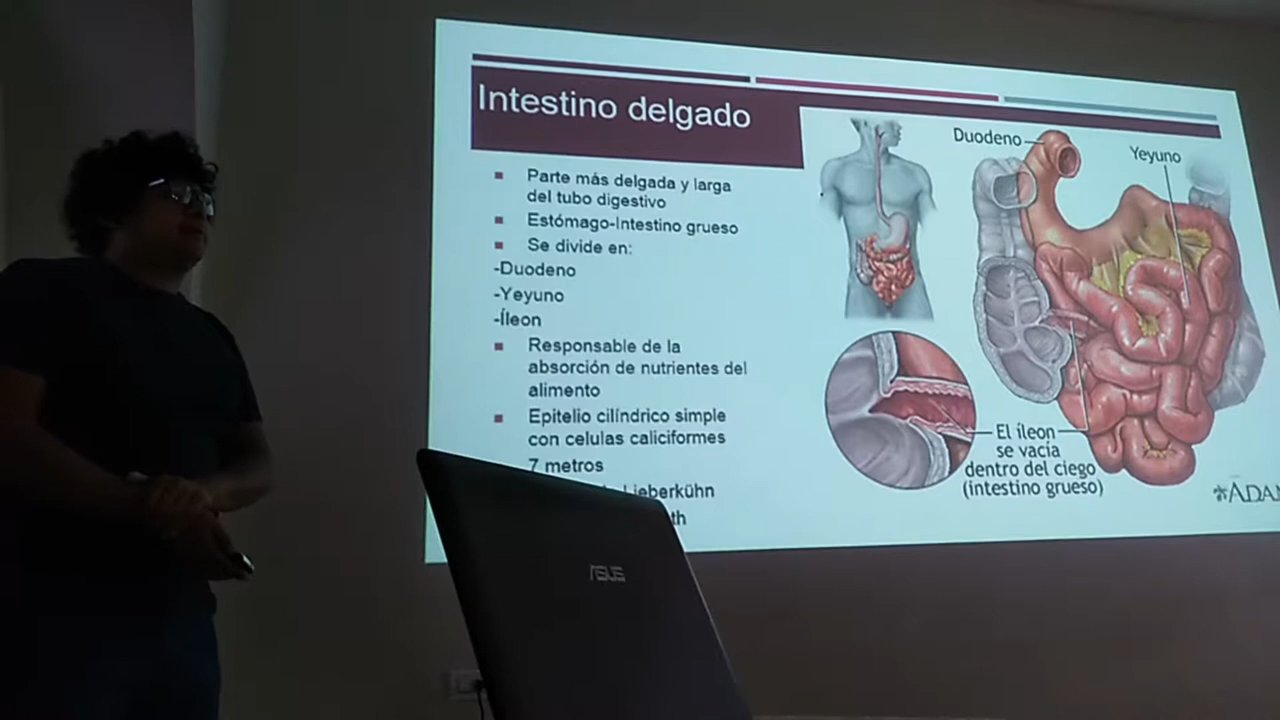 Intestino delgado
Parte más delgada y larga
del tubo digestivo
Estómago-Intestino grueso
Se divide en:
-Duodeno
-Yeyuno
-Íleon
Responsable de la
absorción de nutrientes del
alimento
Epitelio cilíndrico simple
con celulas caliciformes
7 metros
Lieberkühn
Duodeno
Yeyuno
El íleon
se vacía
dentro del ciego
(intestino grueso)
ASUS